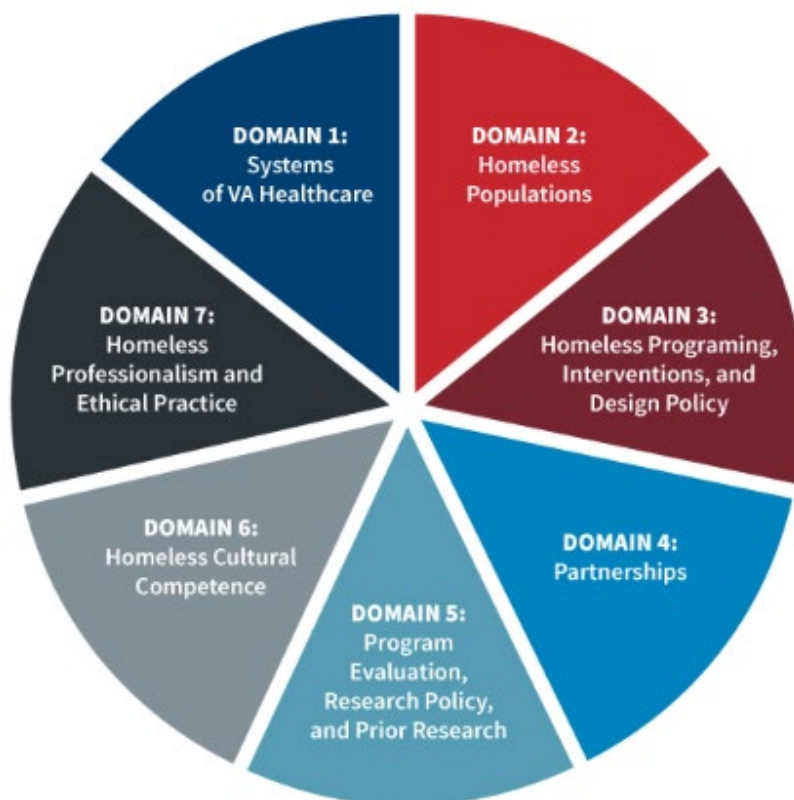 DOMAIN 1:
Systems
of VA Healthcare
DOMAIN 2:
Homeless
Populations
DOMAIN 3:
Homeless Programing,
Interventions, and
Design Policy
DOMAIN 4:
Partnerships
DOMAIN 5:
Program
Evaluation,
Research Policy,
and Prior Research
DOMAIN 6:
Homeless Cultural
Competence
DOMAIN 7:
Homeless
Professionalism and
Ethical Practice